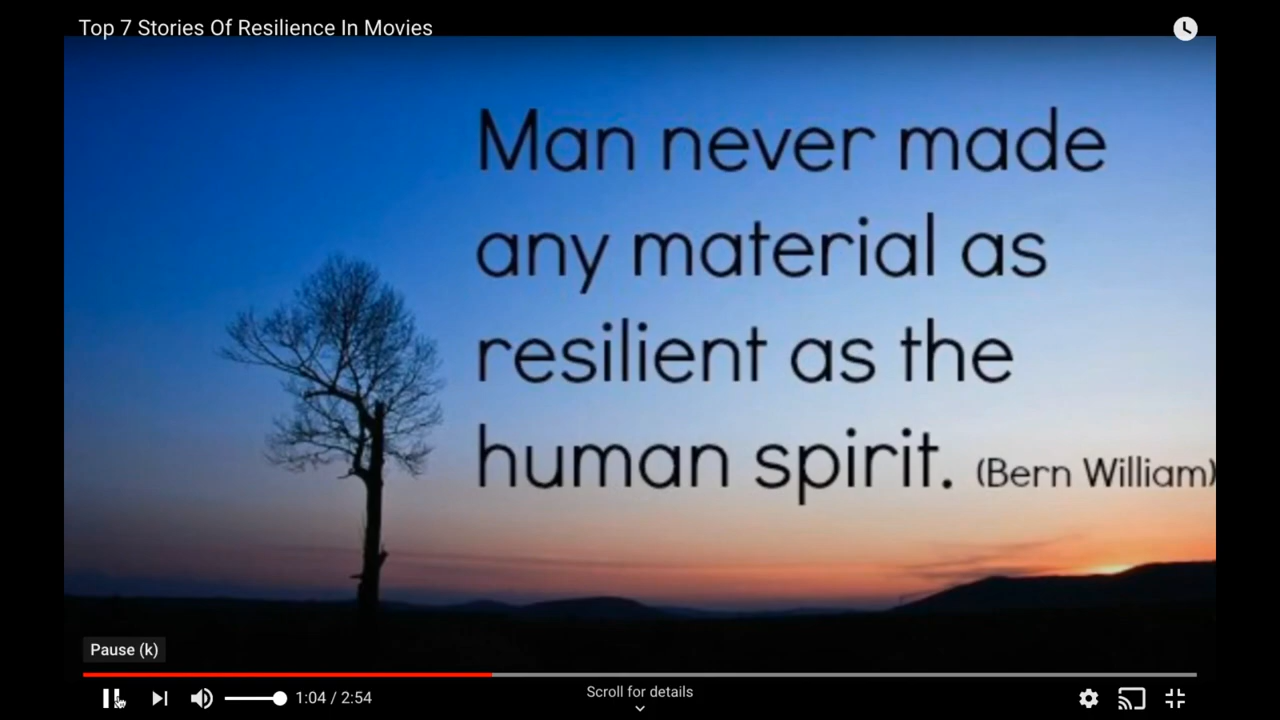 Top 7 Stories Of Resilience In Movies
Man never made
any material as
resilient as the
human spirit. (Bern William)
Pause (k)
1:04 / 2:54
Scroll for details